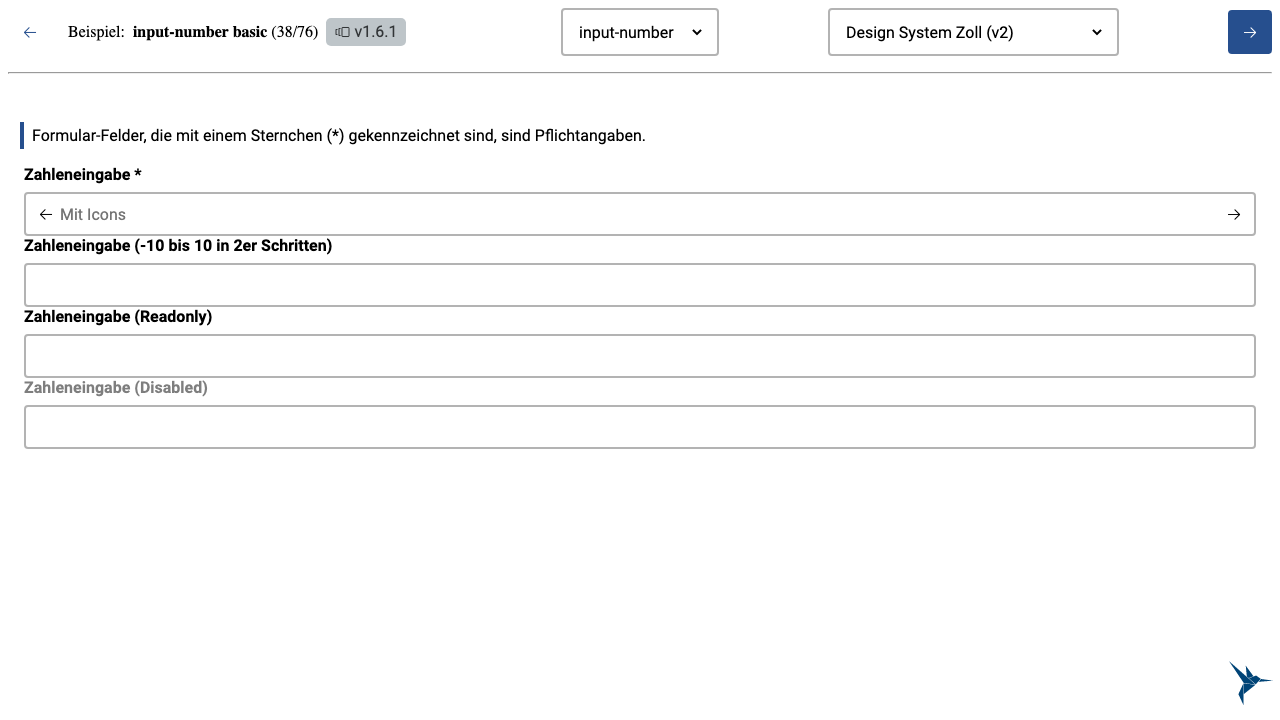 Beispiel: input-number basic (38/76) v1.6.1 input-number Design System Zoll (v2)
Formular-Felder, die mit einem Sternchen (*) gekennzeichnet sind, sind Pflichtangaben.
Zahleneingabe *
Mit Icons
Zahleneingabe (-10 bis 10 in 2er Schritten)
Zahleneingabe (Readonly)
Zahleneingabe (Disabled)